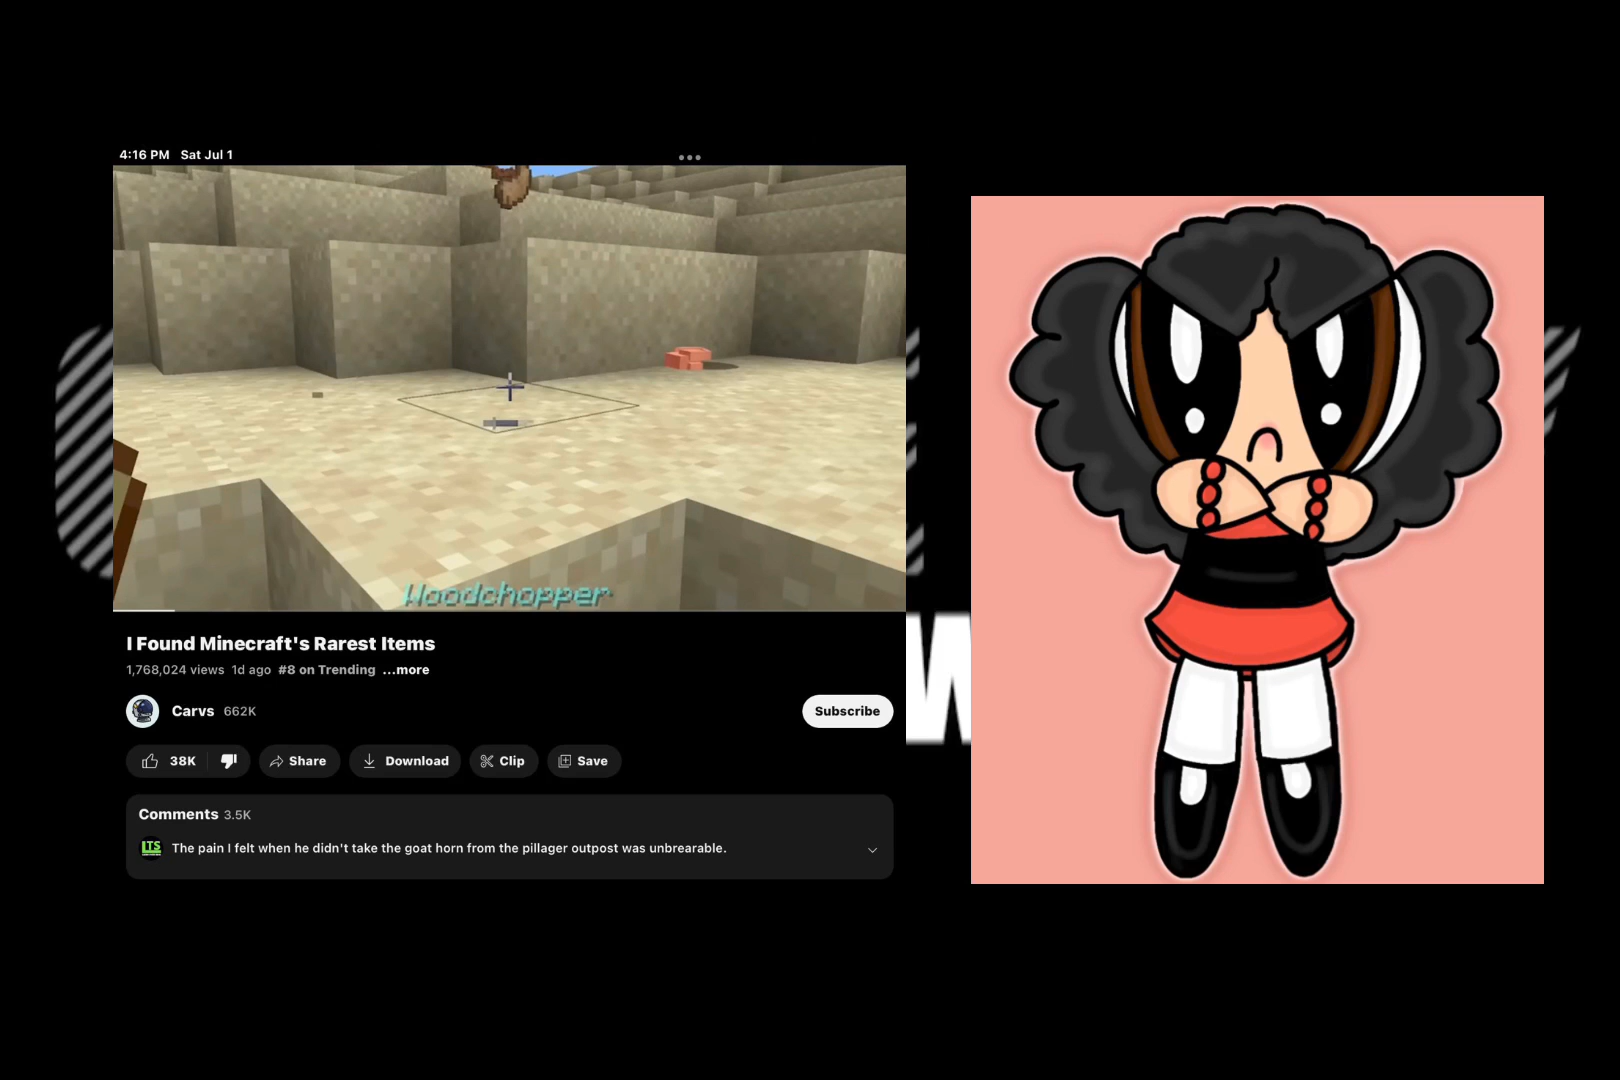 4:16 PM Sat Jul 1
Woodchopper
I Found Minecraft's Rarest Items
1,768,024 views 1d ago #8 on Trending ...more
Carvs 662K
Subscribe
38K
Share
Download
Clip
Save
Comments 3.5K
LTS
The pain I felt when he didn't take the goat horn from the pillager outpost was unbrearable.
W